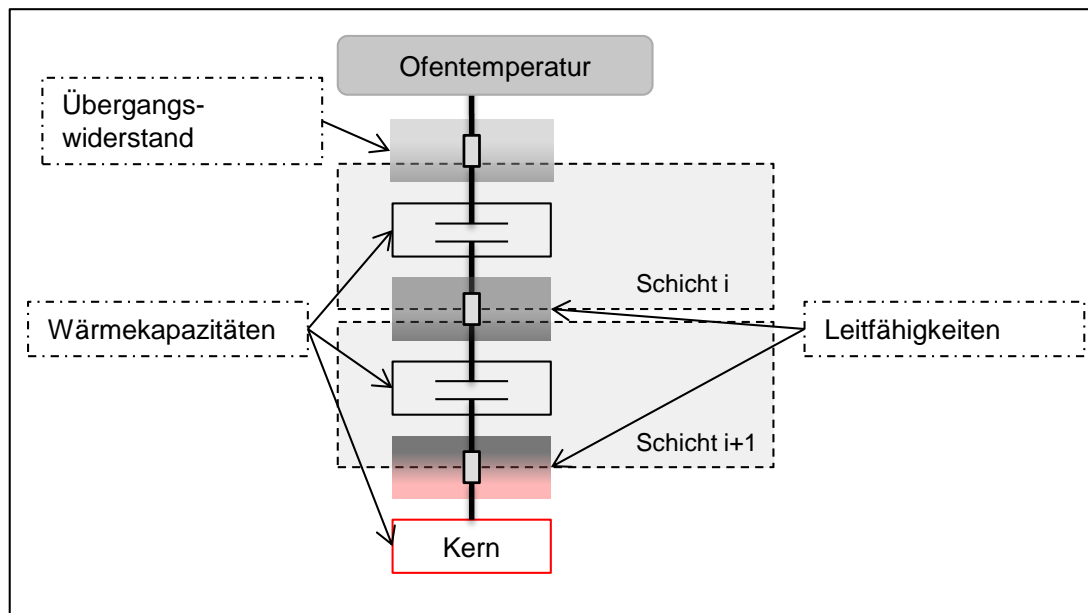 Ofentemperatur
Übergangs-
widerstand
Schicht i
Wärmekapazitäten
Leitfähigkeiten
Schicht i+1
Kern